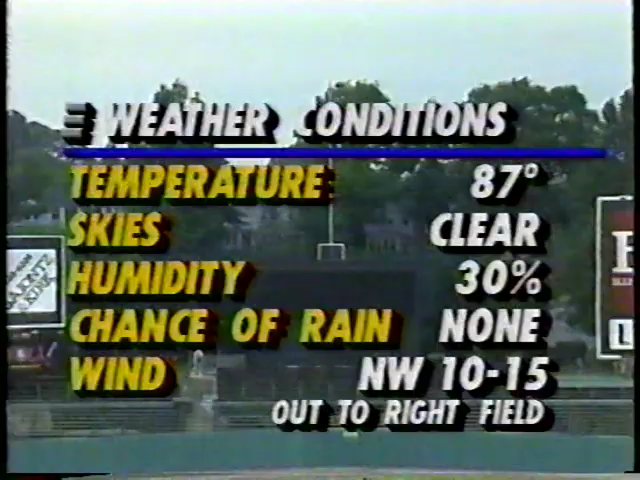 WEATHER CONDITIONS
TEMPERATURE 87°
SKIES CLEAR
HUMIDITY 30%
CHANCE OF RAIN NONE
WIND NW 10-15
OUT TO RIGHT FIELD